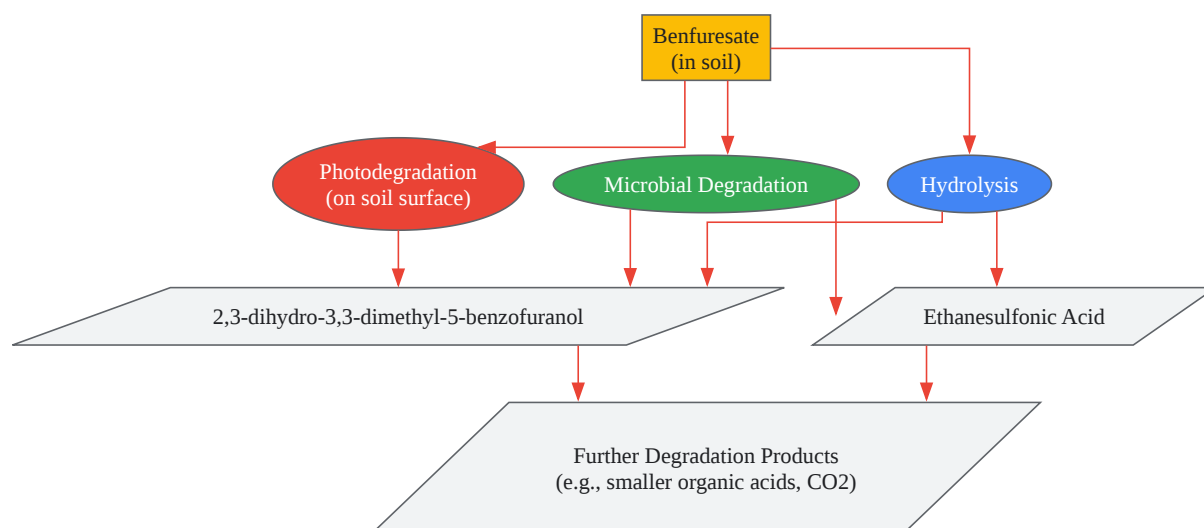 Benfuresate
(in soil)
Photodegradation
(on soil surface)
Microbial Degradation
Hydrolysis
2,3-dihydro-3,3-dimethyl-5-benzofuranol
Ethanesulfonic Acid
Further Degradation Products
(e.g., smaller organic acids, CO2)